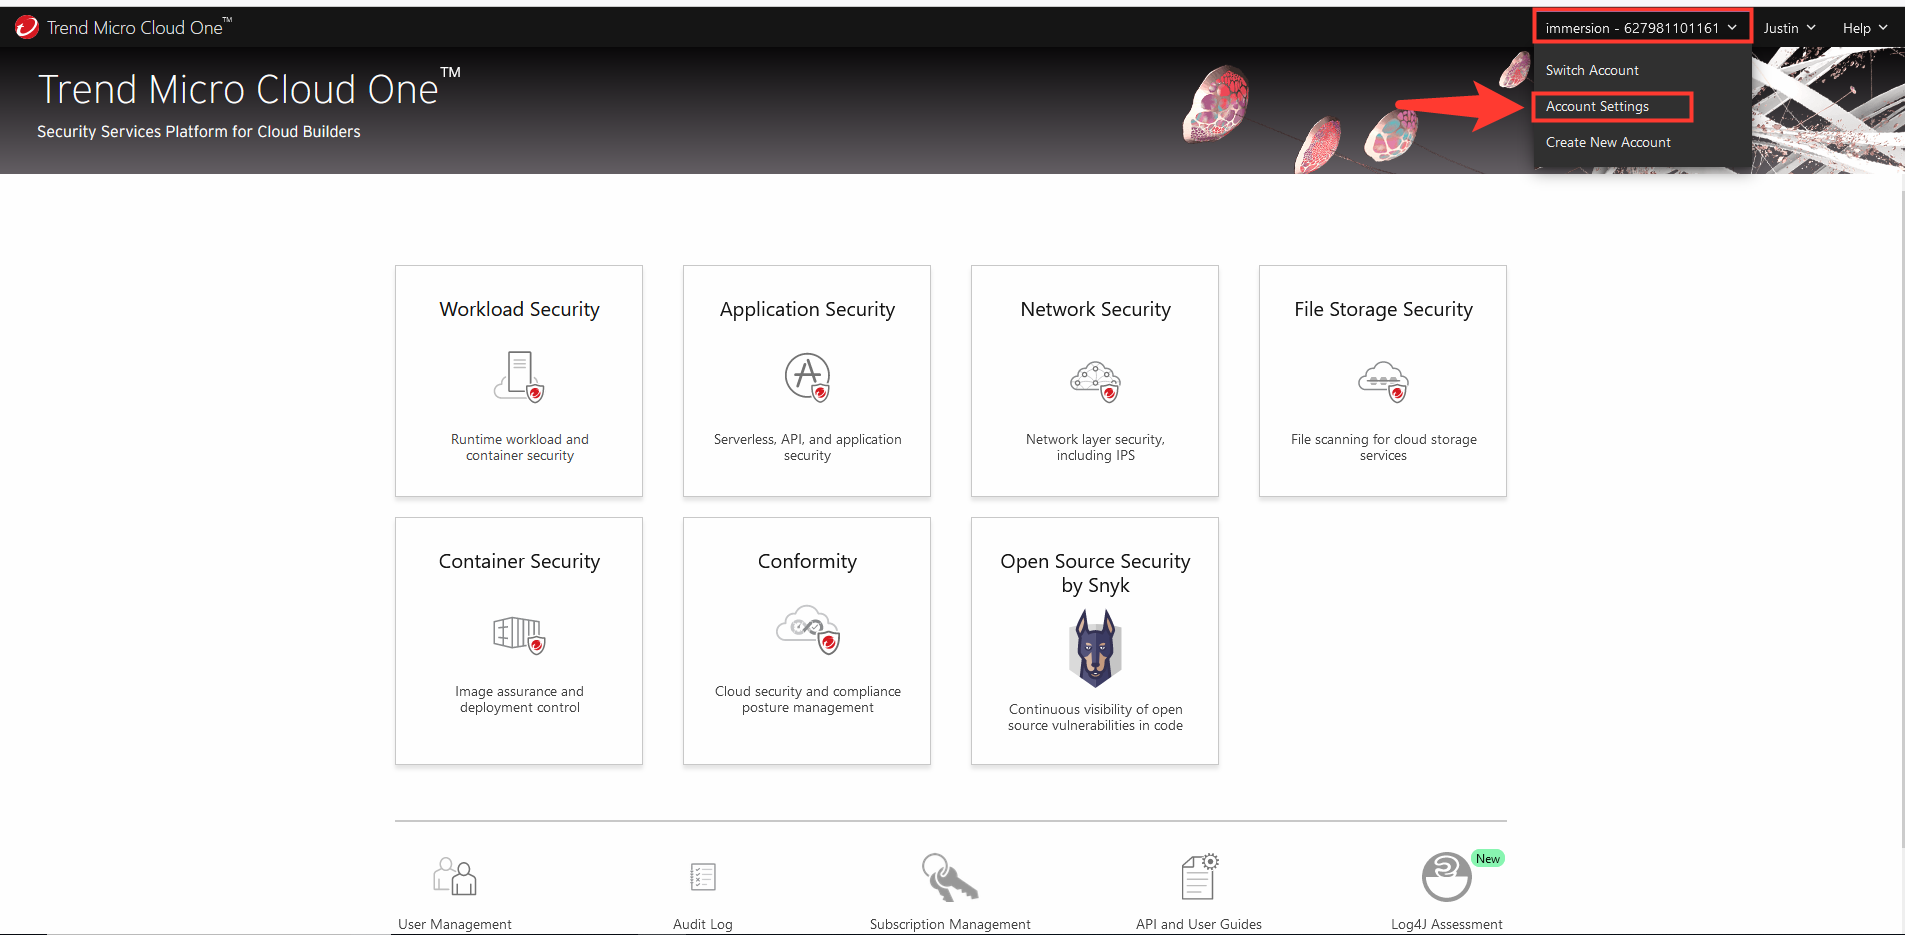 Trend Micro Cloud One™
immersion - 627981101161
Justin
Help
Trend Micro Cloud One™
Security Services Platform for Cloud Builders
Switch Account
Account Settings
Create New Account
Workload Security
Runtime workload and
container security
Application Security
Serverless, API, and application
security
Network Security
Network layer security,
including IPS
File Storage Security
File scanning for cloud storage
services
Container Security
Image assurance and
deployment control
Conformity
Cloud security and compliance
posture management
Open Source Security
by Snyk
Continuous visibility of open
source vulnerabilities in code
User Management
Audit Log
Subscription Management
API and User Guides
New
Log4J Assessment